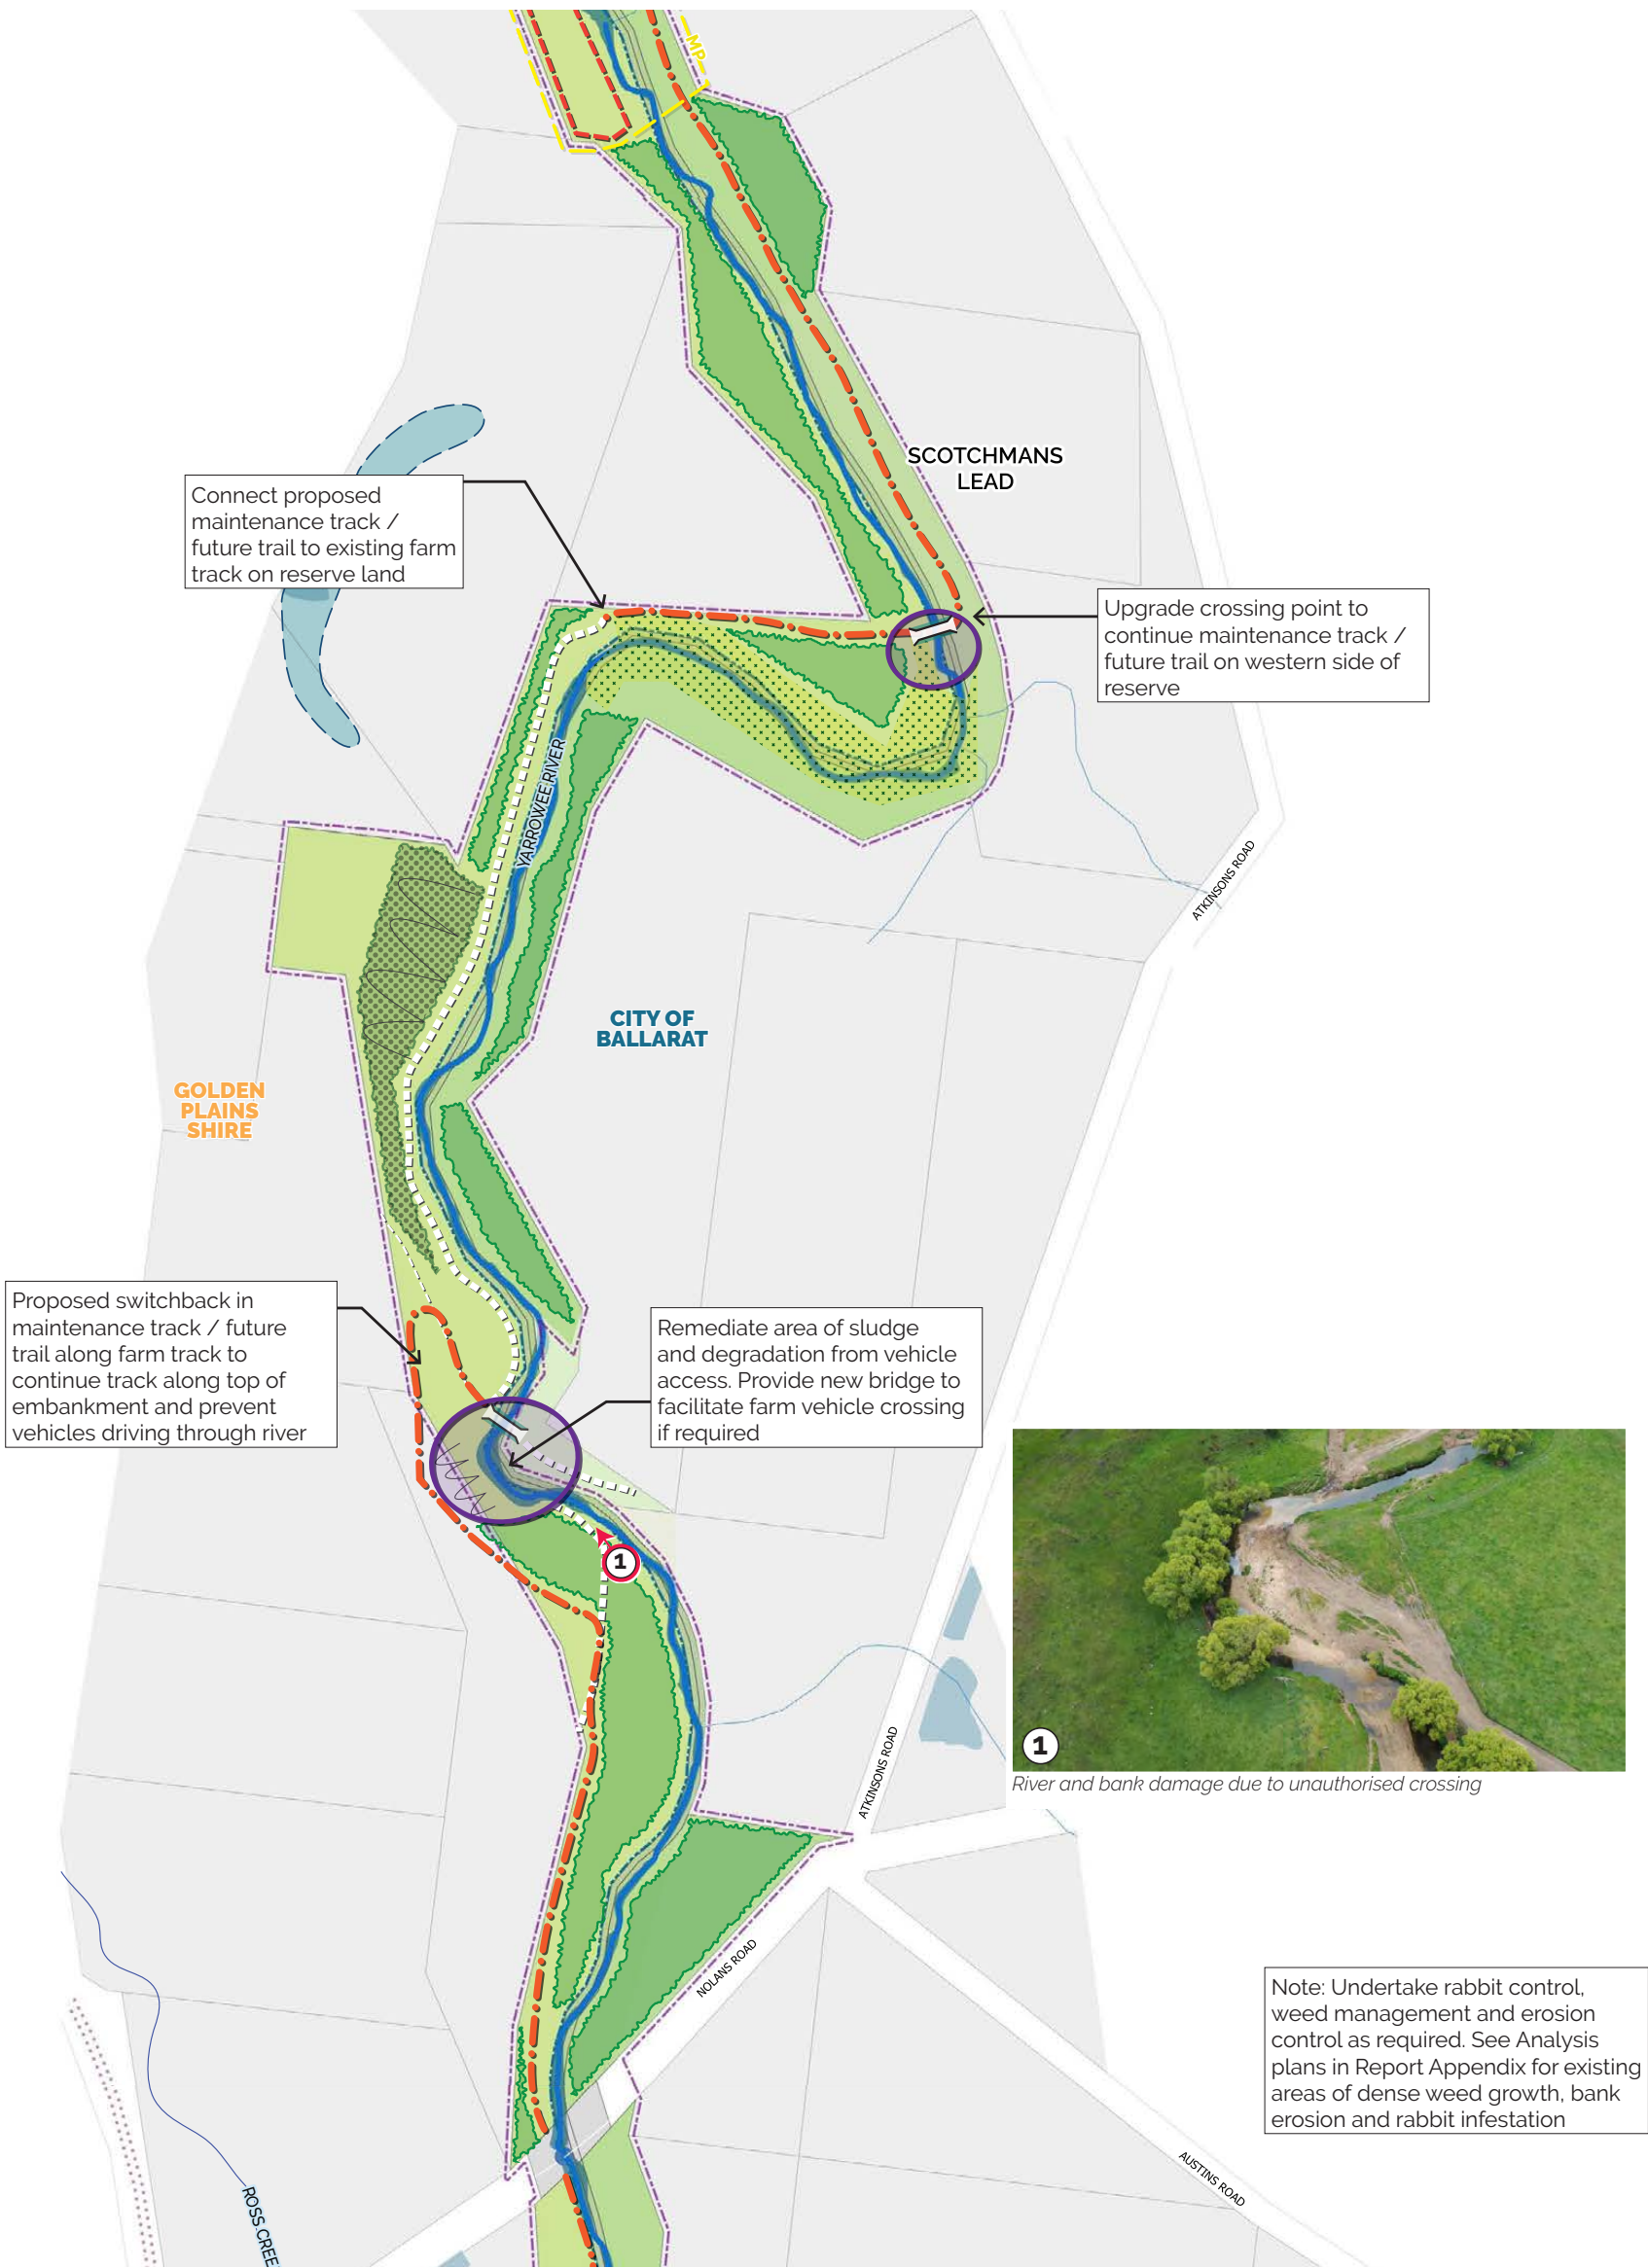 MP
SCOTCHMANS
LEAD
Connect proposed
maintenance track /
future trail to existing farm
track on reserve land
Upgrade crossing point to
continue maintenance track /
future trail on western side of
reserve
YARROWEE RIVER
ATKINSONS ROAD
CITY OF
BALLARAT
GOLDEN
PLAINS
SHIRE
Proposed switchback in
maintenance track / future
trail along farm track to
continue track along top of
embankment and prevent
vehicles driving through river
Remediate area of sludge
and degradation from vehicle
access. Provide new bridge to
facilitate farm vehicle crossing
if required
1
1
River and bank damage due to unauthorised crossing
ATKINSONS ROAD
NOLANS ROAD
Note: Undertake rabbit control,
weed management and erosion
control as required. See Analysis
plans in Report Appendix for existing
areas of dense weed growth, bank
erosion and rabbit infestation
AUSTINS ROAD
ROSS CREE